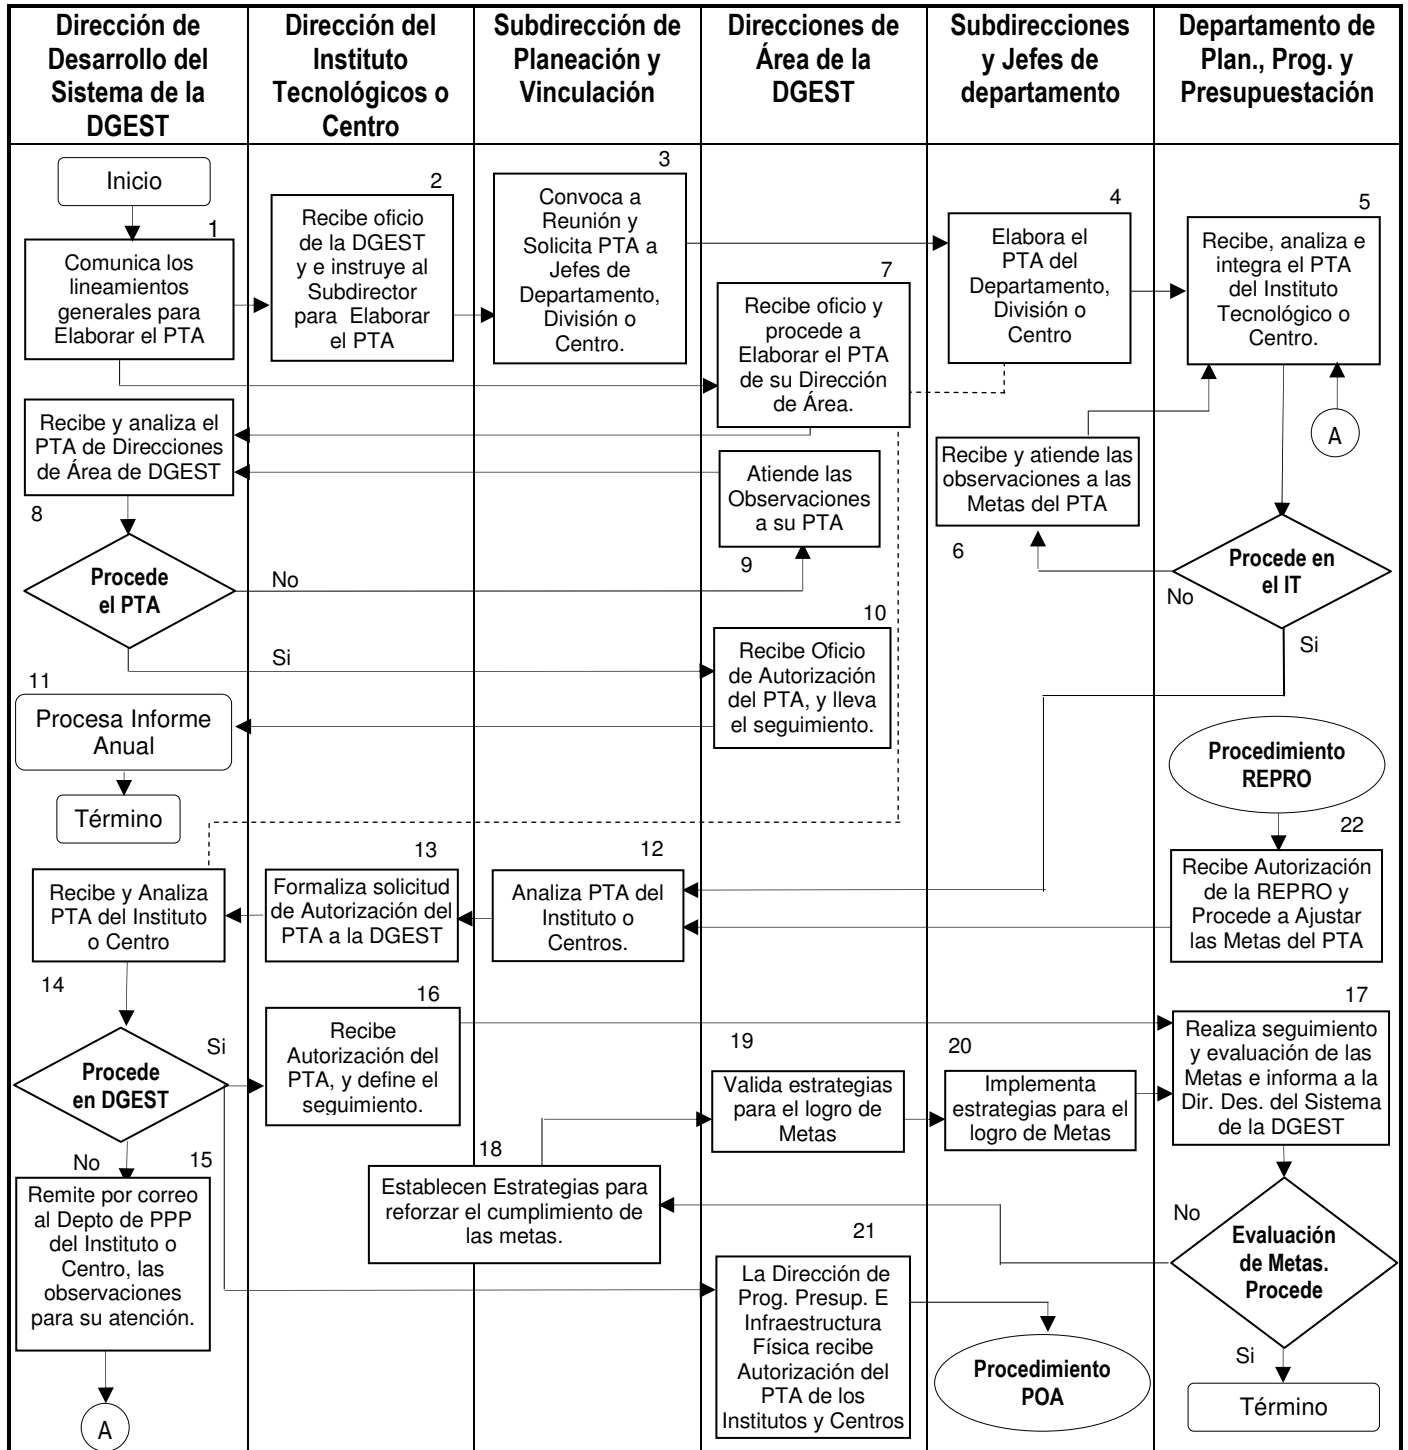 Dirección de
Desarrollo del
Sistema de la
DGEST
Dirección del
Instituto
Tecnológicos o
Centro
Subdirección de
Planeación y
Vinculación
Direcciones de
Área de la
DGEST
Subdirecciones
y Jefes de
departamento
Departamento de
Plan., Prog. y
Presupuestación
Inicio
1
Comunica los
lineamientos
generales para
Elaborar el PTA
2
Recibe oficio
de la DGEST
y e instruye al
Subdirector
para Elaborar
el PTA
3
Convoca a
Reunión y
Solicita PTA a
Jefes de
Departamento,
División o
Centro.
4
Elabora el
PTA del
Departamento,
División o
Centro
5
Recibe, analiza e
integra el PTA
del Instituto
Tecnológico o
Centro.
7
Recibe oficio y
procede a
Elaborar el PTA
de su Dirección
de Área.
A
Recibe y analiza el
PTA de Direcciones
de Área de DGEST
8
Atiende las
Observaciones
a su PTA
9
Recibe y atiende las
observaciones a las
Metas del PTA
6
Procede
el PTA
No
Si
Procede en
el IT
No
Si
10
Recibe Oficio
de Autorización
del PTA, y lleva
el seguimiento.
11
Procesa Informe
Anual
Término
Procedimiento
REPRO
22
Recibe Autorización
de la REPRO y
Procede a Ajustar
las Metas del PTA
12
Analiza PTA del
Instituto o
Centros.
13
Formaliza solicitud
de Autorización del
PTA a la DGEST
Recibe y Analiza
PTA del Instituto
o Centro
14
Procede
en DGEST
Si
No
16
Recibe
Autorización del
PTA, y define el
seguimiento.
17
Realiza seguimiento
y evaluación de las
Metas e informa a la
Dir. Des. del Sistema
de la DGEST
19
Valida estrategias
para el logro de
Metas
20
Implementa
estrategias para el
logro de Metas
15
Remite por correo
al Depto de PPP
del Instituto o
Centro, las
observaciones
para su atención.
A
18
Establecen Estrategias para
reforzar el cumplimiento de
las metas.
21
La Dirección de
Prog. Presup. E
Infraestructura
Física recibe
Autorización del
PTA de los
Institutos y Centros
Procedimiento
POA
No
Evaluación
de Metas.
Procede
Si
Término